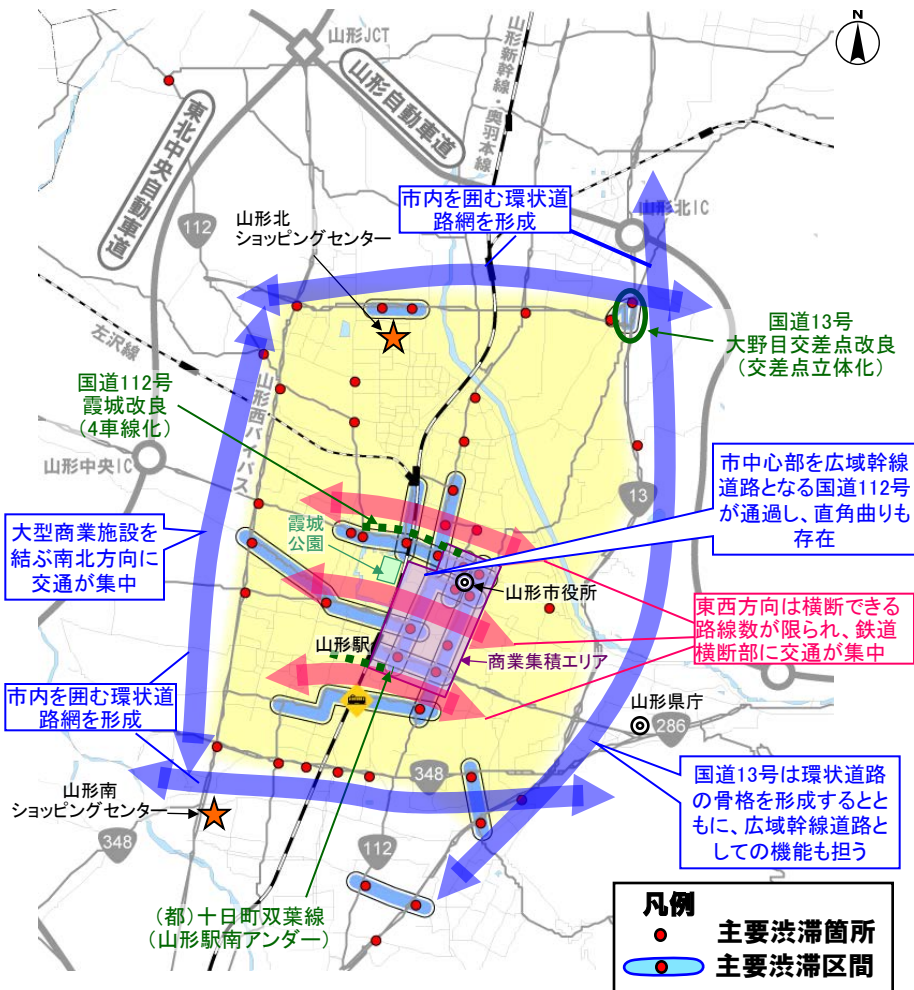 N
山形JCT
山形自動車道
山形新幹線・奥羽本線
東北中央自動車道
112
山形北
ショッピングセンター
市内を囲む環状道
路網を形成
山形北IC
国道13号
大野目交差点改良
(交差点立体化)
左沢線
国道112号
霞城改良
(4車線化)
山形西バイパス
山形中央IC
市中心部を広域幹線
道路となる国道112号
が通過し、直角曲りも
存在
13
大型商業施設を
結ぶ南北方向に
交通が集中
霞城
公園
山形市役所
東西方向は横断できる
路線数が限られ、鉄道
横断部に交通が集中
山形駅
商業集積エリア
市内を囲む環状道
路網を形成
山形県庁
286
348
山形南
ショッピングセンター
348
112
国道13号は環状道路
の骨格を形成するとと
もに、広域幹線道路と
しての機能も担う
(都)十日町双葉線
(山形駅南アンダー)
凡例
主要渋滞箇所
主要渋滞区間